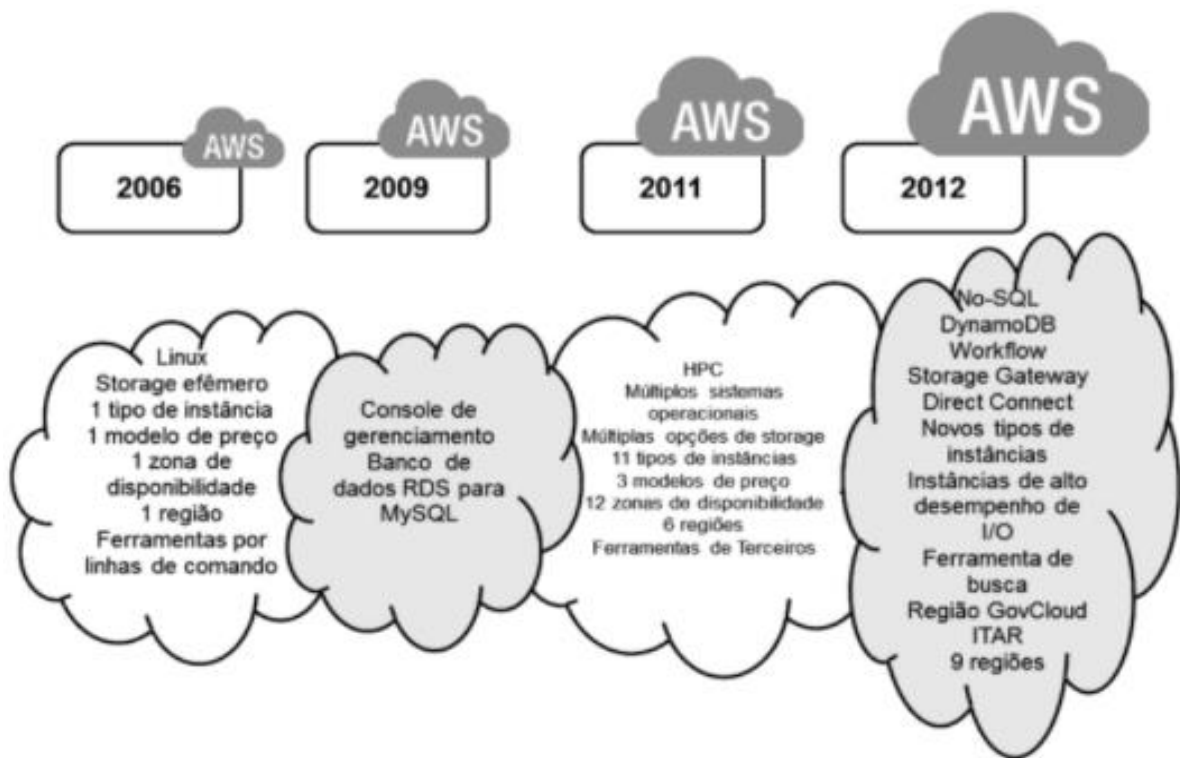 AWS
2006
AWS
2009
AWS
2011
AWS
2012
Linux
Storage efêmero
1 tipo de instância
1 modelo de preço
1 zona de
disponibilidade
1 região
Ferramentas por
linhas de comando
Console de
gerenciamento
Banco de
dados RDS para
MySQL
HPC
Múltiplos sistemas
operacionais
Múltiplas opções de storage
11 tipos de instâncias
3 modelos de preço
12 zonas de disponibilidade
6 regiões
Ferramentas de Terceiros
No-SQL
DynamoDB
Workflow
Storage Gateway
Direct Connect
Novos tipos de
instâncias
Instâncias de alto
desempenho de
I/O
Ferramenta de
busca
Região GovCloud
ITAR
9 regiões